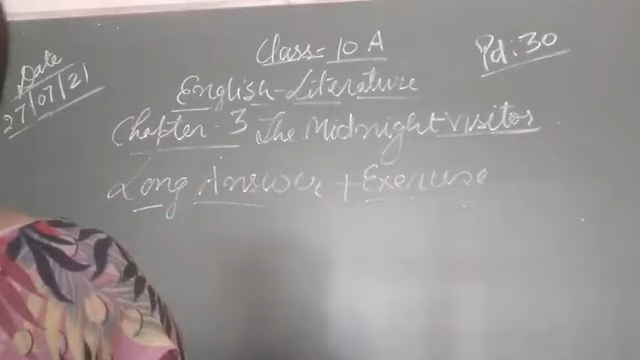 Date
27/07/21
Class= 10 A
Pd: 30
English-Literature
Chapter-3 The Midnight Visitor
Long Answer + Exercise